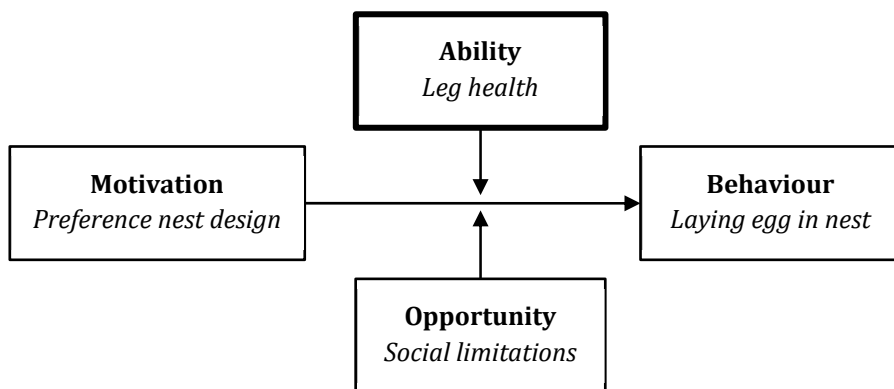 Ability
Leg health
Motivation
Preference nest design
Behaviour
Laying egg in nest
Opportunity
Social limitations